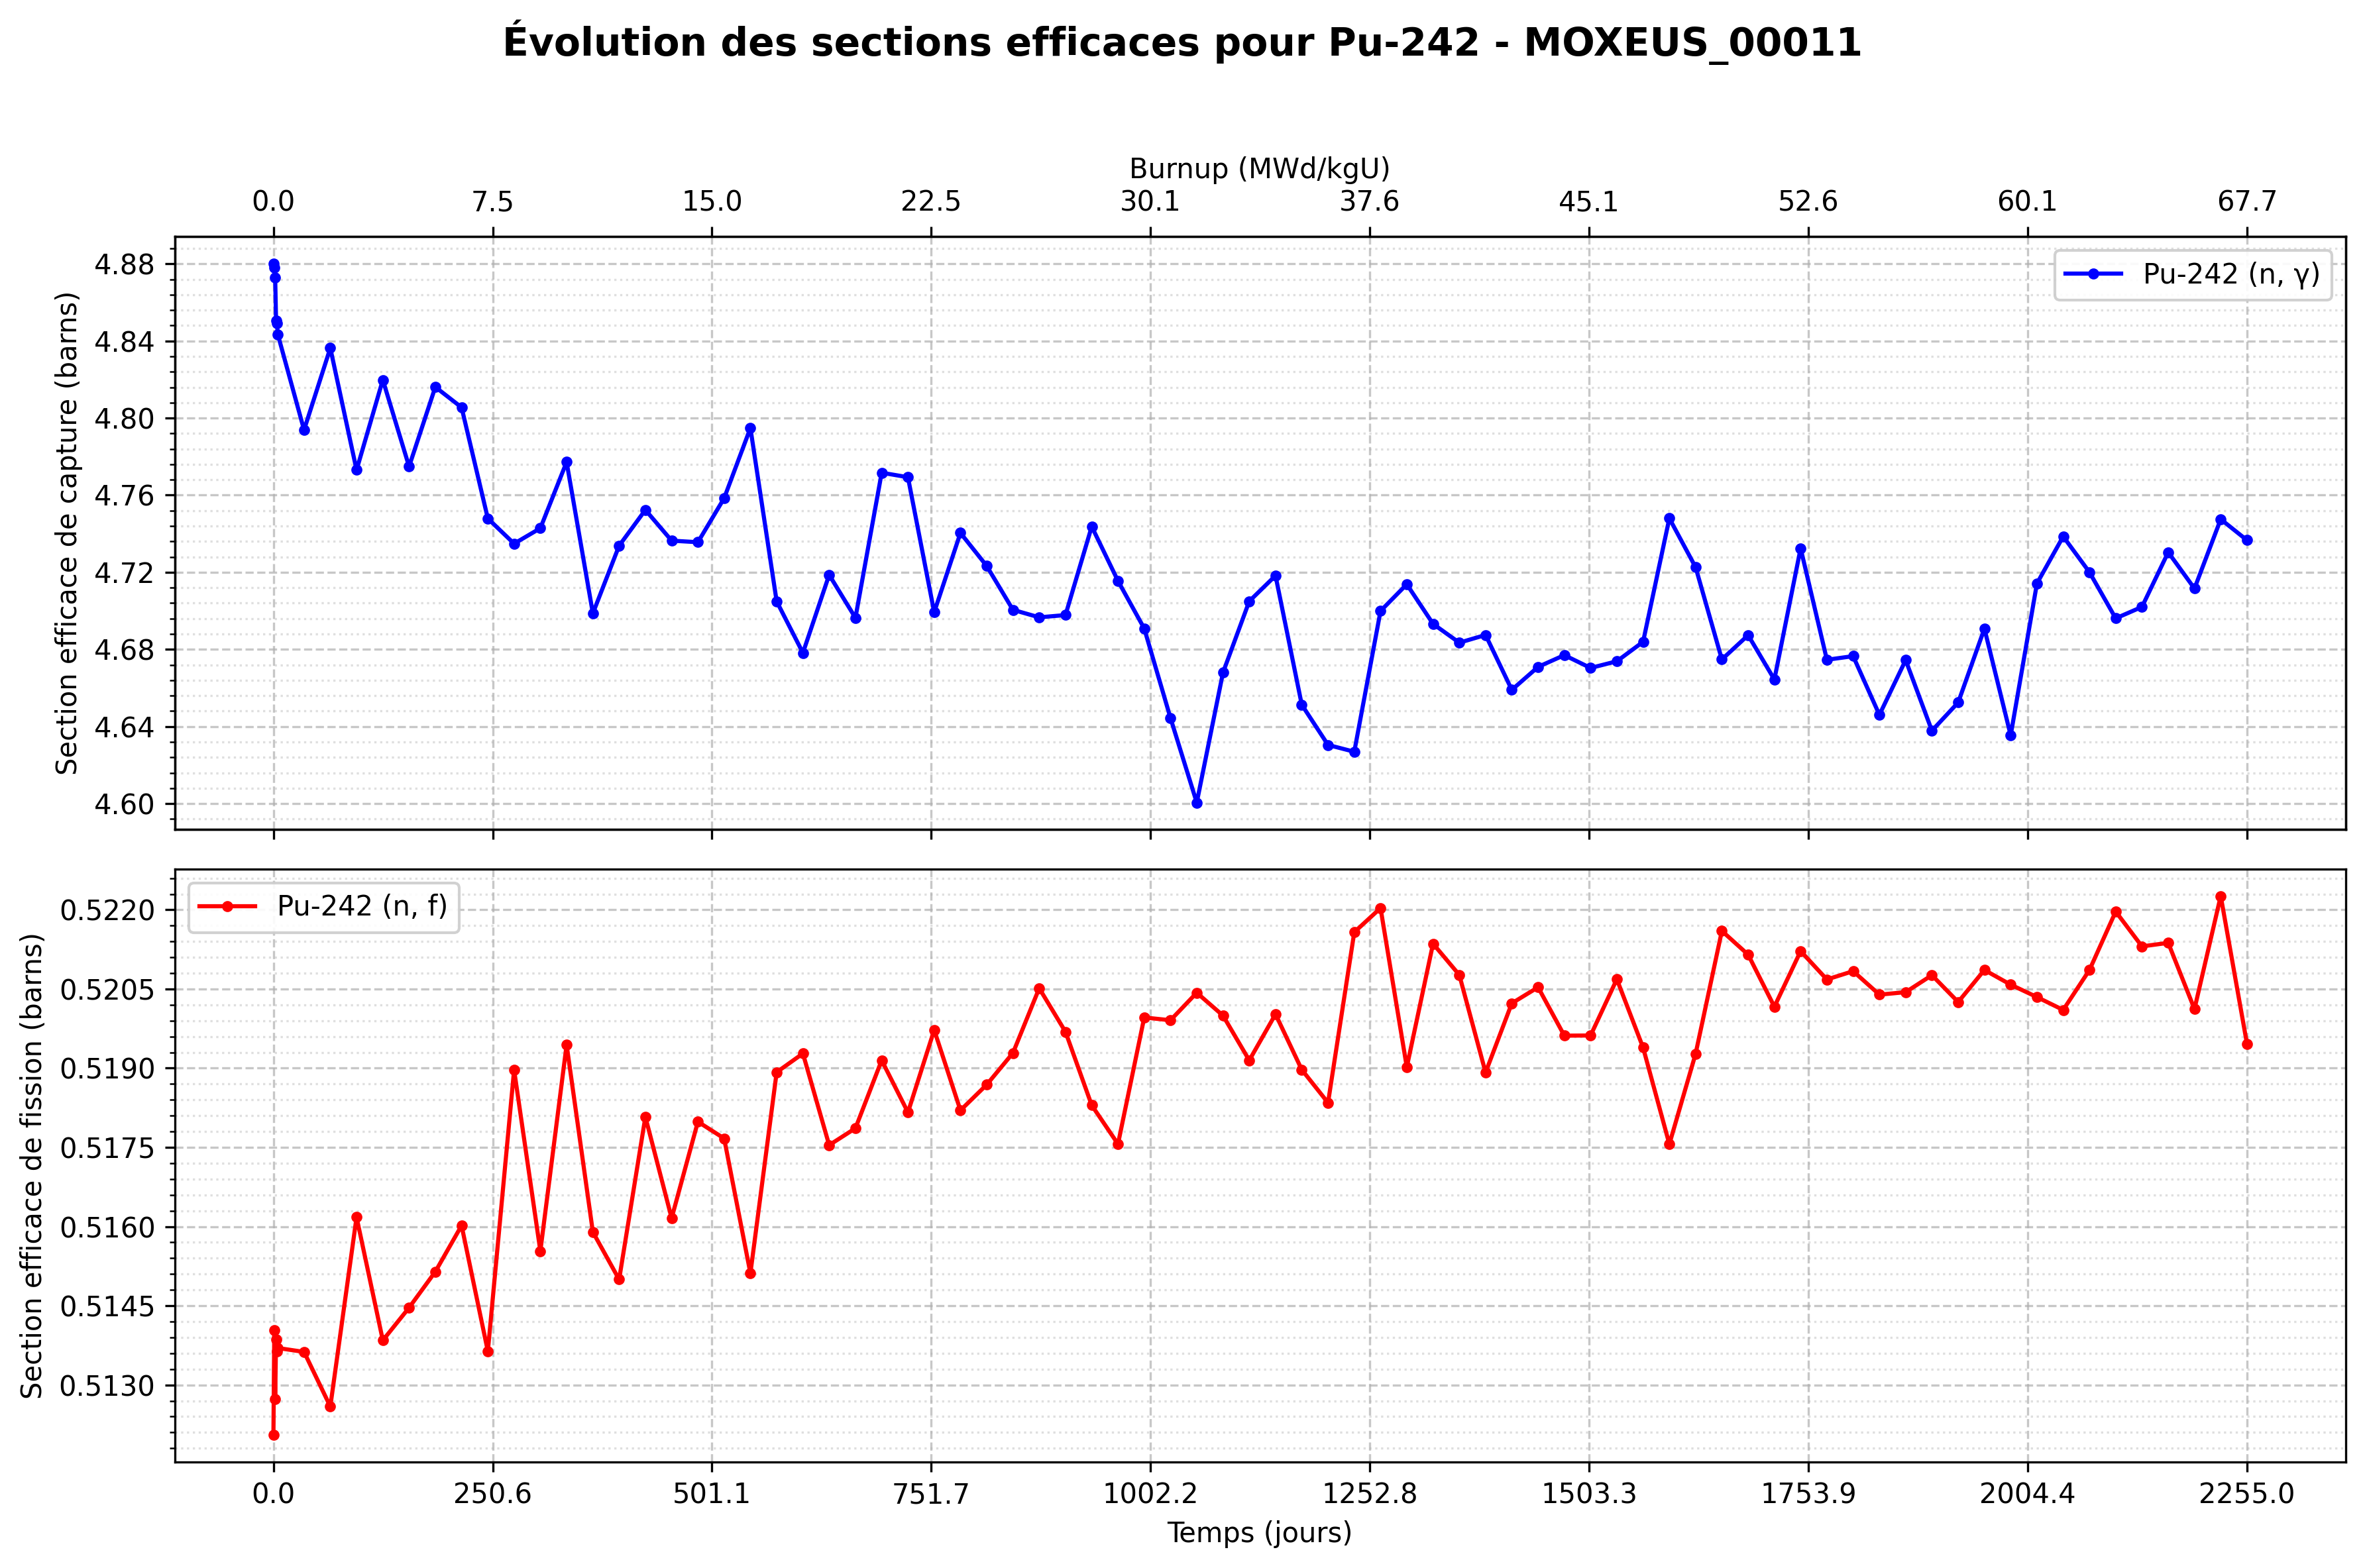 Évolution des sections efficaces pour Pu-242 - MOXEUS_00011
Burnup (MWd/kgU)
0.0 7.5 15.0 22.5 30.1 37.6 45.1 52.6 60.1 67.7
Section efficace de capture (barns)
4.88
4.84
4.80
4.76
4.72
4.68
4.64
4.60
Pu-242 (n, γ)
Section efficace de fission (barns)
0.5220
0.5205
0.5190
0.5175
0.5160
0.5145
0.5130
Pu-242 (n, f)
0.0 250.6 501.1 751.7 1002.2 1252.8 1503.3 1753.9 2004.4 2255.0
Temps (jours)